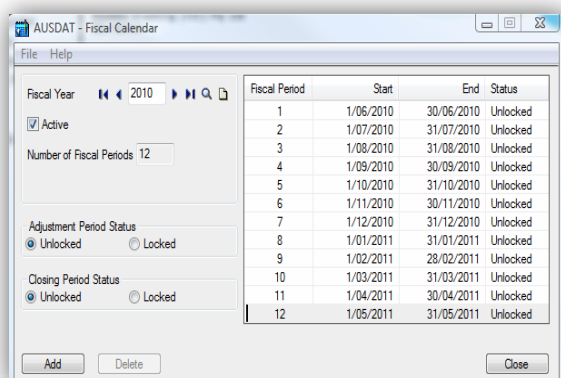 AUSDAT - Fiscal Calendar
File Help
Fiscal Year 2010
Active
Number of Fiscal Periods 12
Adjustment Period Status
Unlocked Locked
Closing Period Status
Unlocked Locked
Fiscal Period Start End Status
1 1/06/2010 30/06/2010 Unlocked
2 1/07/2010 31/07/2010 Unlocked
3 1/08/2010 31/08/2010 Unlocked
4 1/09/2010 30/09/2010 Unlocked
5 1/10/2010 31/10/2010 Unlocked
6 1/11/2010 30/11/2010 Unlocked
7 1/12/2010 31/12/2010 Unlocked
8 1/01/2011 31/01/2011 Unlocked
9 1/02/2011 28/02/2011 Unlocked
10 1/03/2011 31/03/2011 Unlocked
11 1/04/2011 30/04/2011 Unlocked
12 1/05/2011 31/05/2011 Unlocked
Add Delete Close